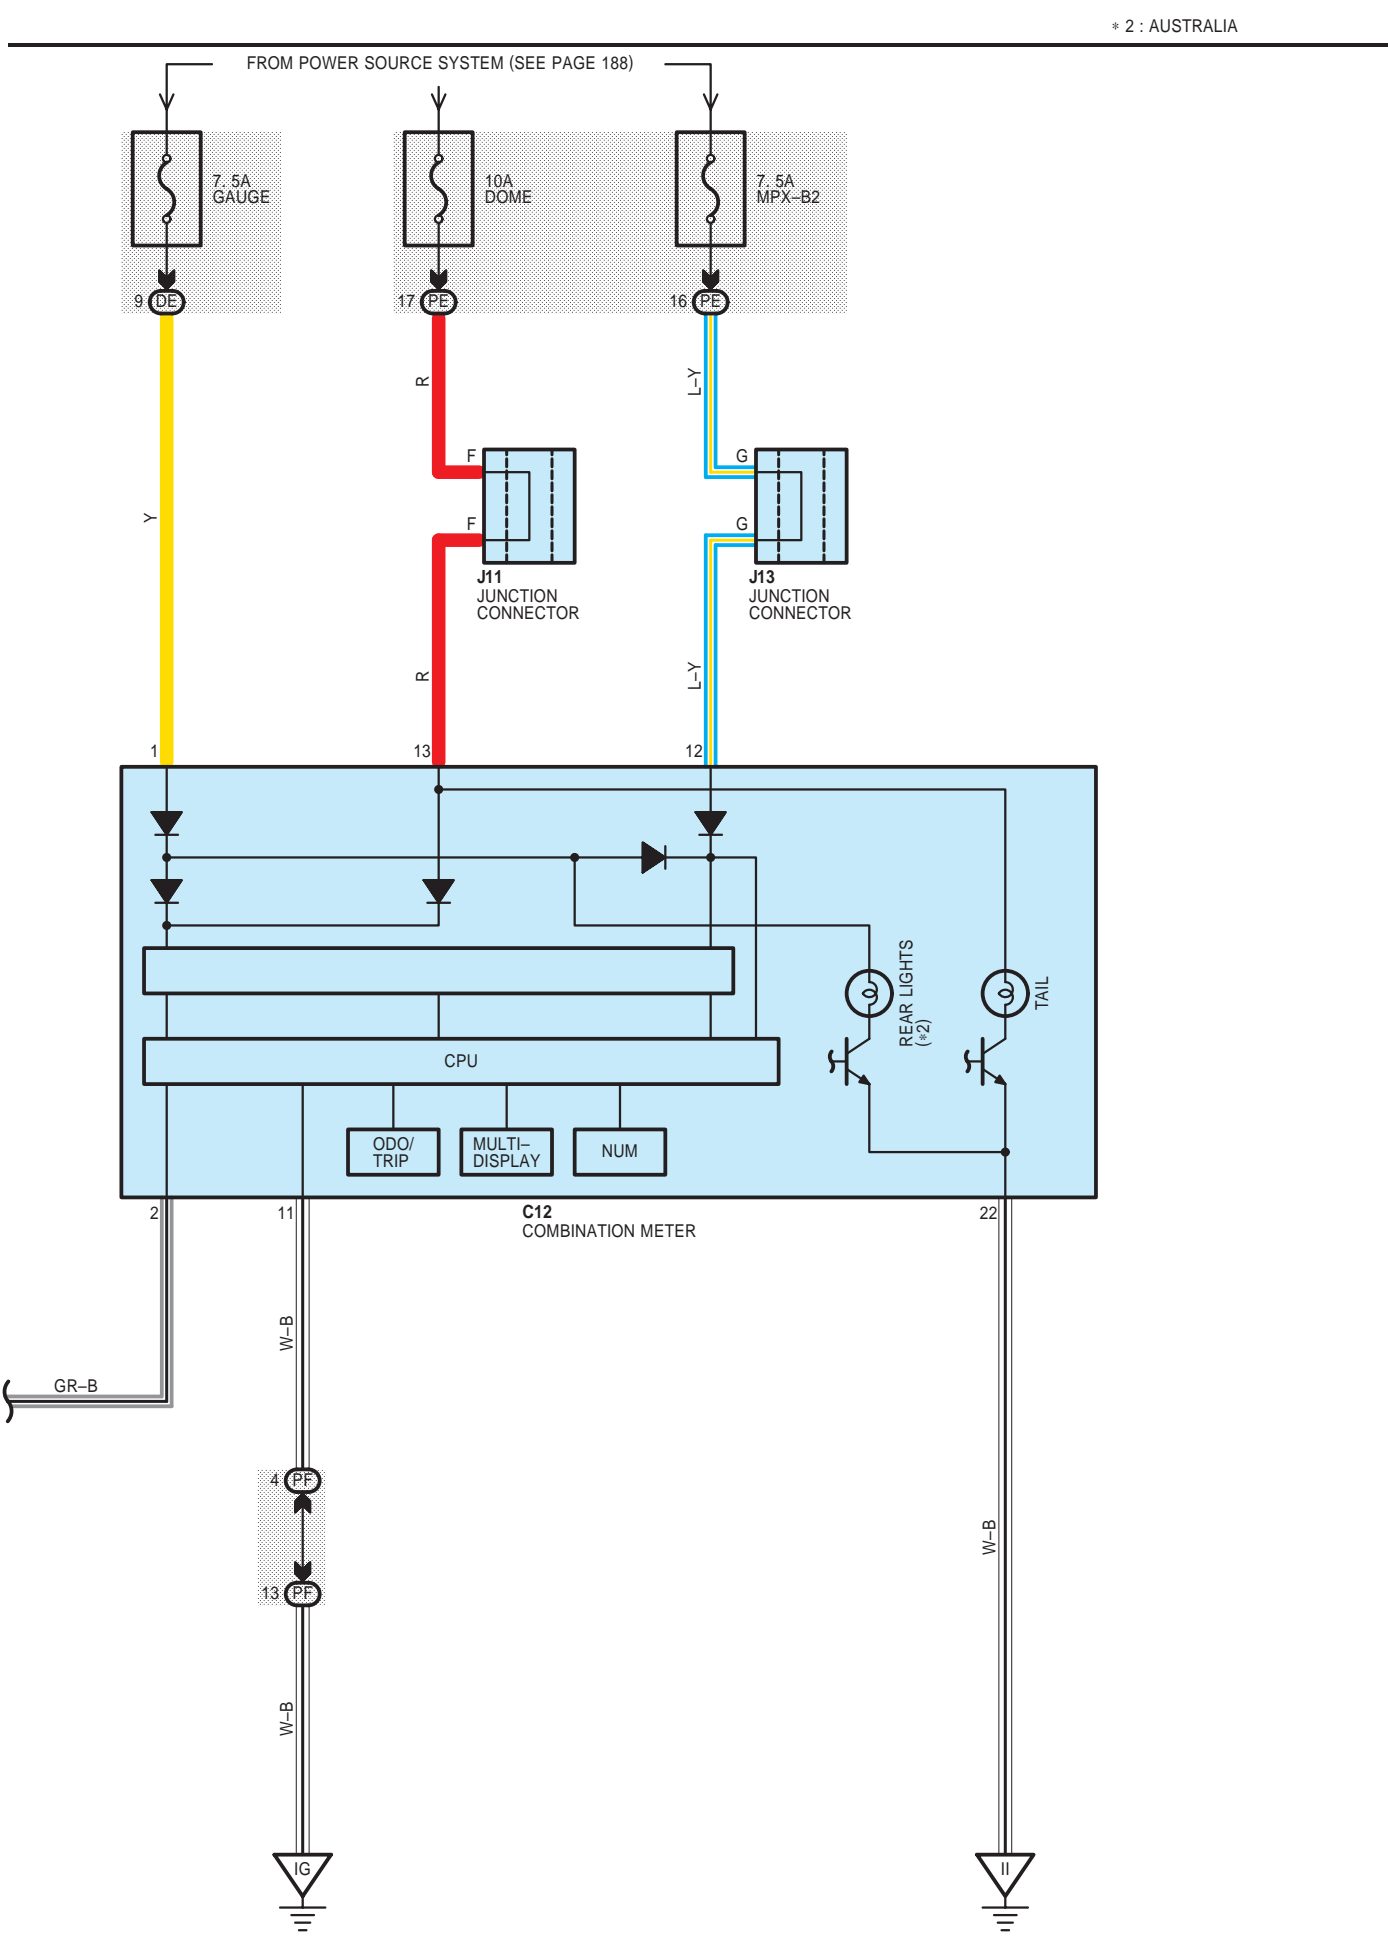 * 2 : AUSTRALIA
FROM POWER SOURCE SYSTEM (SEE PAGE 188)
7. 5A
GAUGE
10A
DOME
7. 5A
MPX–B2
9 DE
17 PE
16 PE
R
L–Y
F
G
Y
F
G
J11
JUNCTION
CONNECTOR
J13
JUNCTION
CONNECTOR
R
L–Y
1
13
12
REAR LIGHTS
(*2)
TAIL
CPU
ODO/
TRIP
MULTI–
DISPLAY
NUM
2
11
C12
COMBINATION METER
22
W–B
GR–B
4 PF
W–B
13 PF
W–B
IG
II